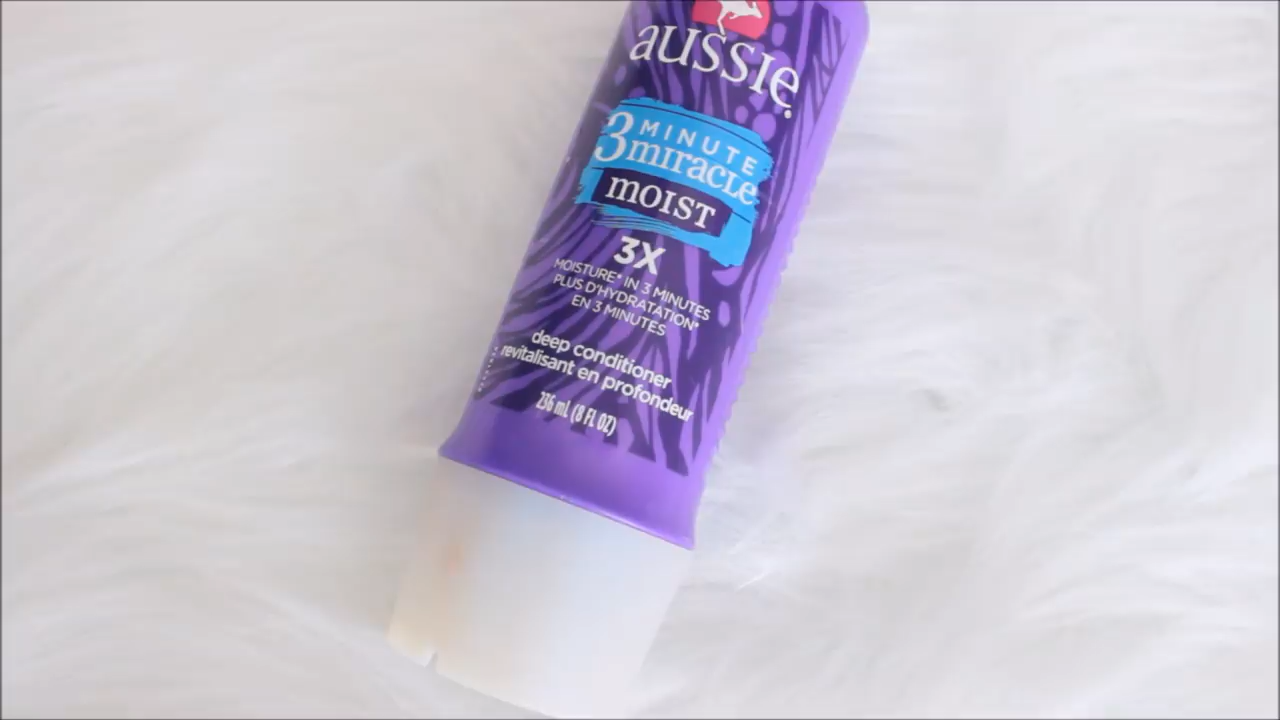 aussie.
3 MINUTE
miracle
moist
3X
MOISTURE* IN 3 MINUTES
PLUS D'HYDRATATION*
EN 3 MINUTES
deep conditioner
revitalisant en profondeur
236 mL (8 FL OZ)